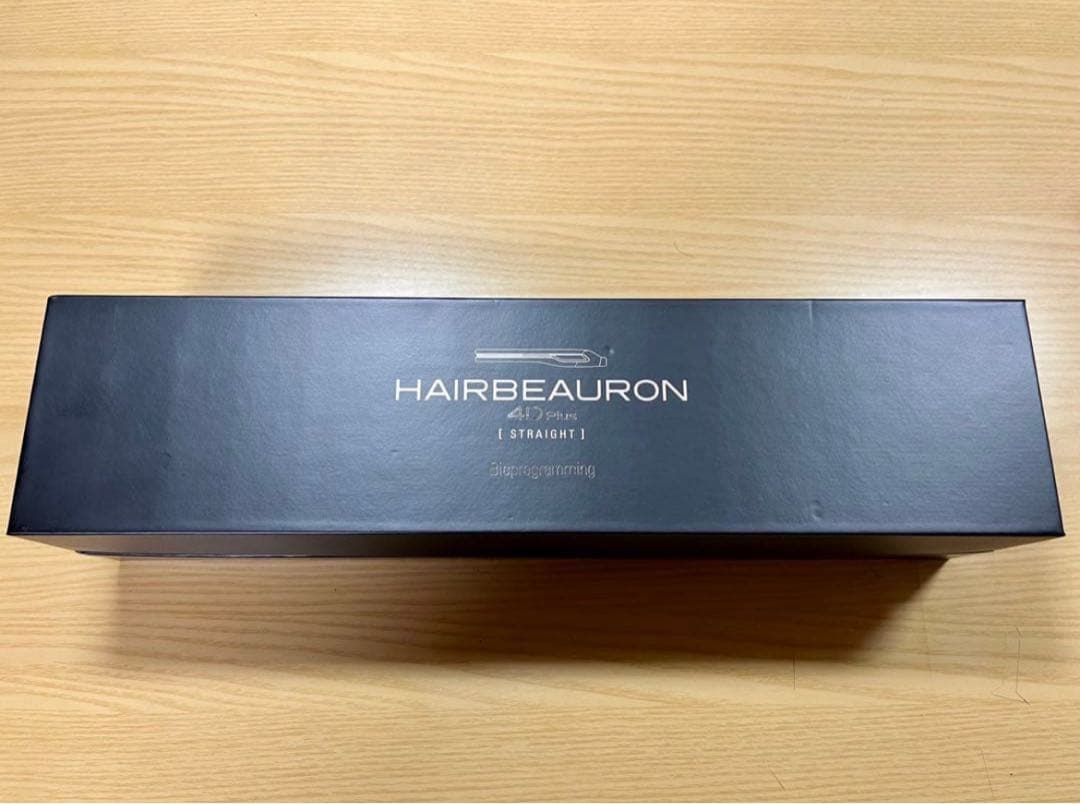 HAIRBEAURON
4D Plus
[ STRAIGHT ]
Bioprogramming